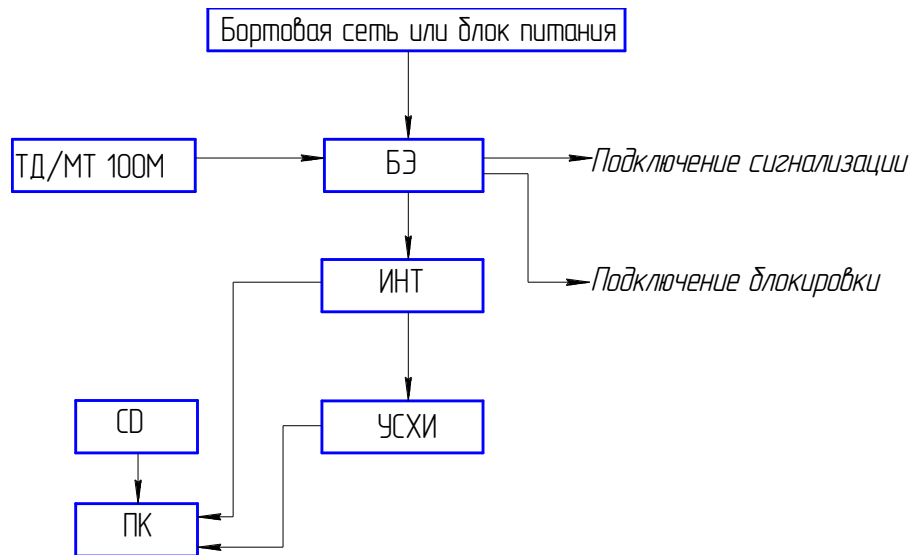 Бортовая сеть или блок питания
ТД/МТ 100М
БЭ
Подключение сигнализации
ИНТ
Подключение блокировки
CD
УСХИ
ПК